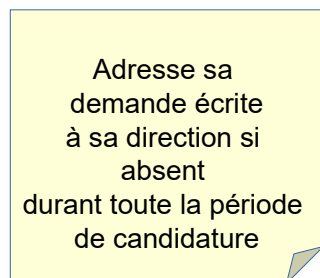 Adresse sa
demande écrite
à sa direction si
absent
durant toute la période
de candidature